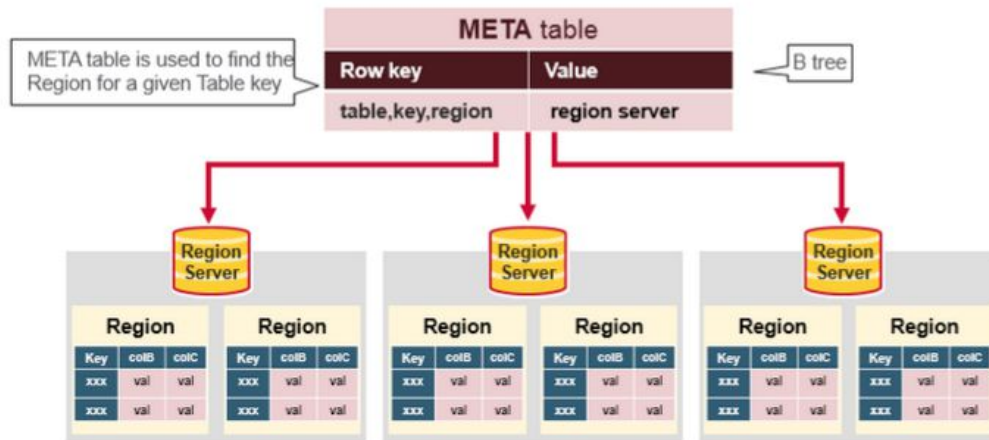 META table
META table is used to find the
Region for a given Table key
B tree
Row key Value
table,key,region region server
Region Server Region Server Region Server
Region Region Region Region Region Region
Key colB colC Key colB colC Key colB colC Key colB colC Key colB colC Key colB colC
xxx val val xxx val val xxx val val xxx val val xxx val val xxx val val
xxx val val xxx val val xxx val val xxx val val xxx val val xxx val val